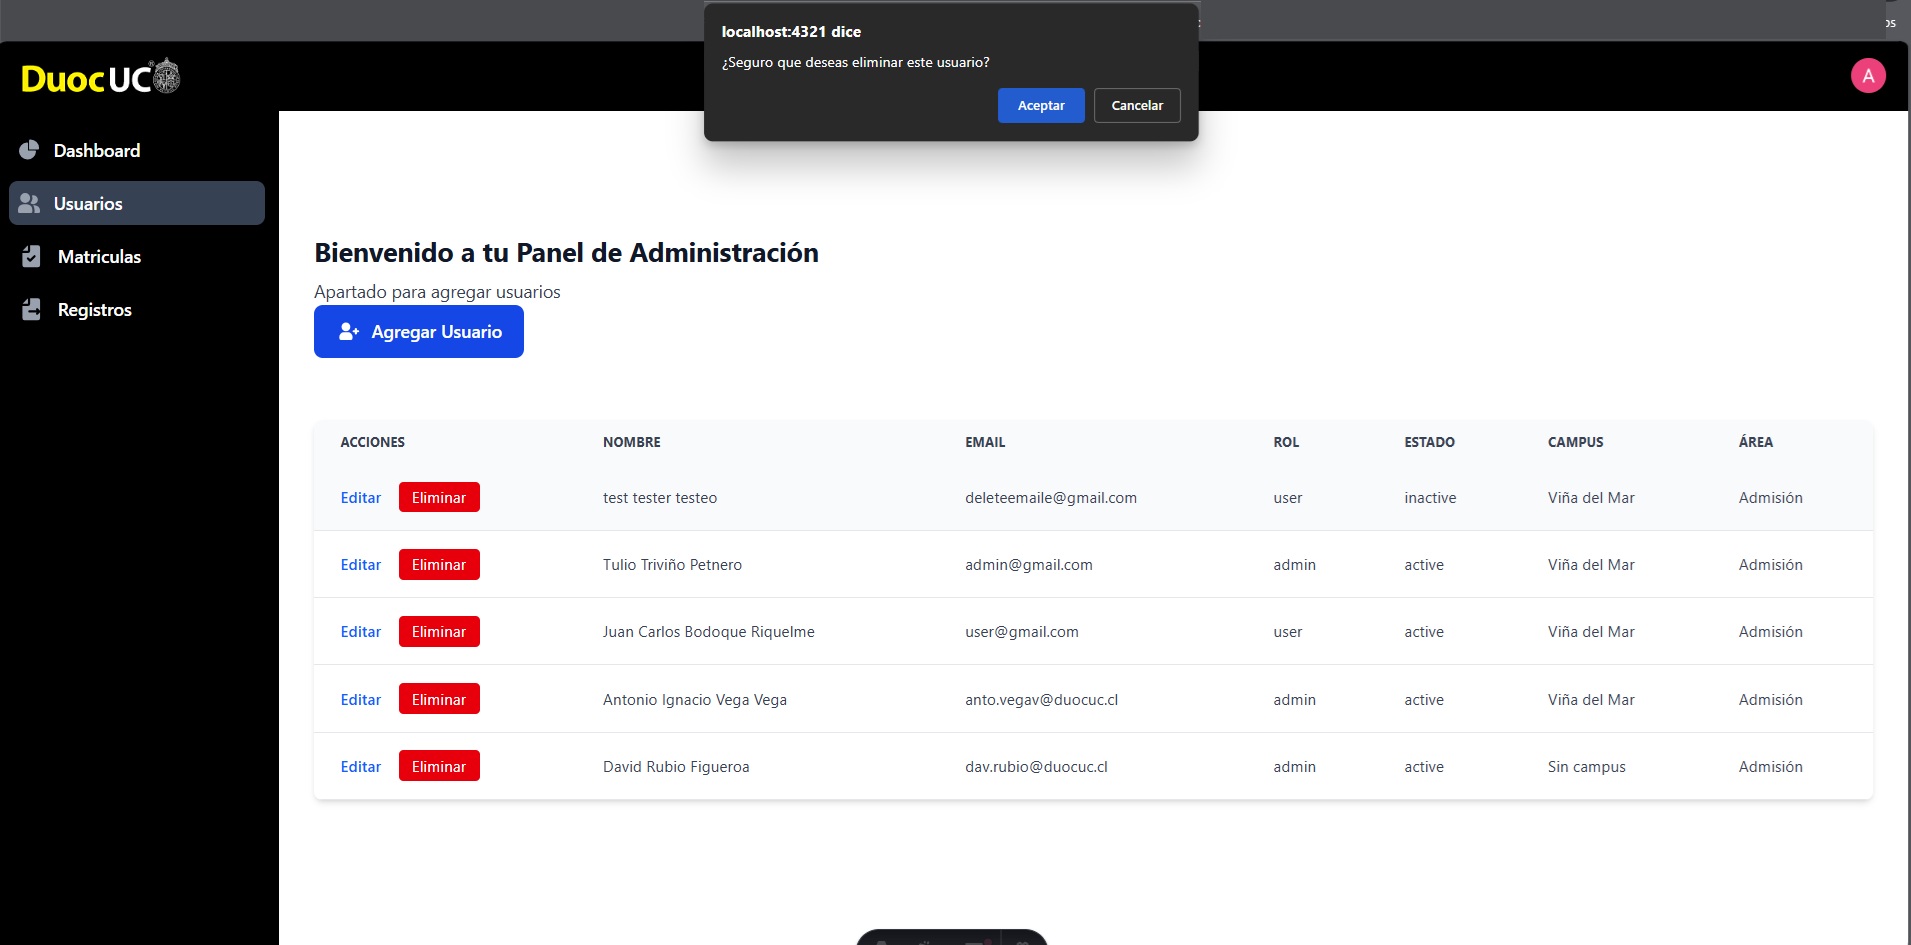 localhost:4321 dice
¿Seguro que deseas eliminar este usuario?
Aceptar Cancelar
DuocUC®
A
Dashboard
Usuarios
Matriculas
Registros
Bienvenido a tu Panel de Administración
Apartado para agregar usuarios
Agregar Usuario
ACCIONES NOMBRE EMAIL ROL ESTADO CAMPUS ÁREA
Editar Eliminar test tester testeo deleteemaile@gmail.com user inactive Viña del Mar Admisión
Editar Eliminar Tulio Triviño Petnero admin@gmail.com admin active Viña del Mar Admisión
Editar Eliminar Juan Carlos Bodoque Riquelme user@gmail.com user active Viña del Mar Admisión
Editar Eliminar Antonio Ignacio Vega Vega anto.vegav@duocuc.cl admin active Viña del Mar Admisión
Editar Eliminar David Rubio Figueroa dav.rubio@duocuc.cl admin active Sin campus Admisión